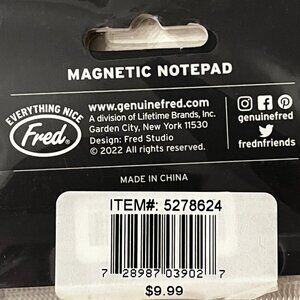 MAGNETIC NOTEPAD
EVERYTHING NICE
Fred
www.genuinefred.com
A division of Lifetime Brands, Inc.
Garden City, New York 11530
Design: Fred Studio
© 2022 All rights reserved.
genuinefred
frednfriends
MADE IN CHINA
ITEM#: 5278624
7 28987 03902 7
$9.99